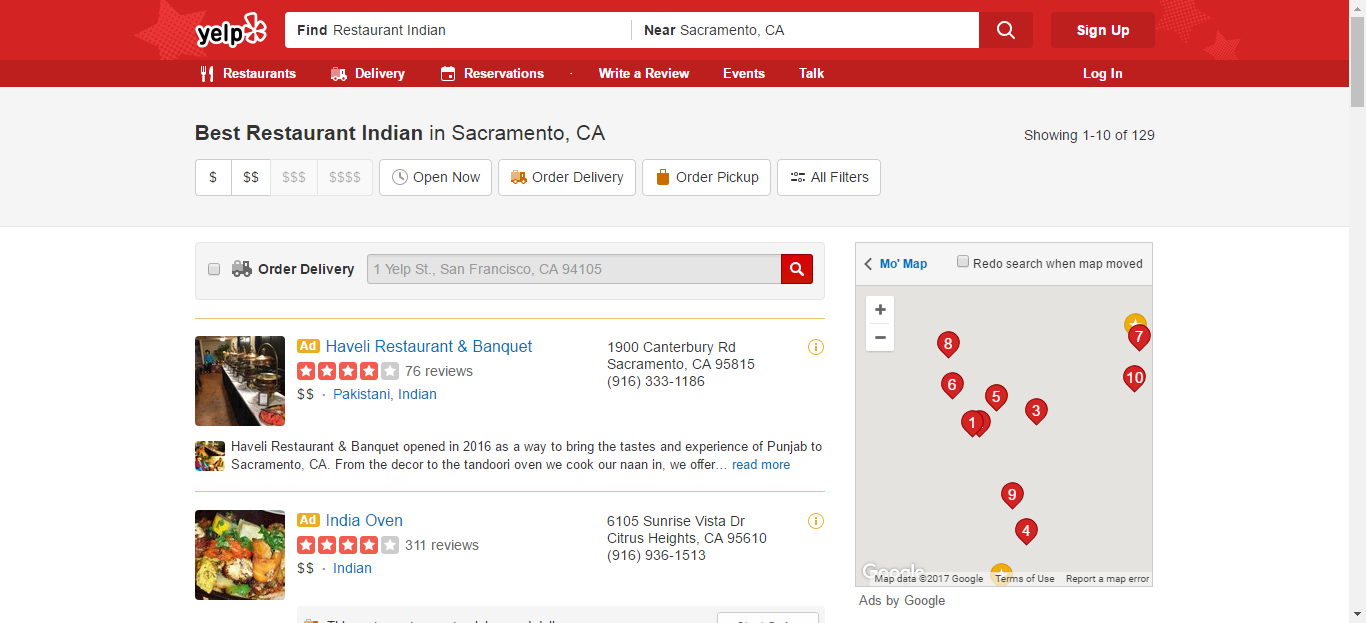 yelp
Find Restaurant Indian
Near Sacramento, CA
Sign Up
Restaurants
Delivery
Reservations
·
Write a Review
Events
Talk
Log In
Best Restaurant Indian in Sacramento, CA
Showing 1-10 of 129
$
$$
$$$
$$$$
Open Now
Order Delivery
Order Pickup
All Filters
Order Delivery
1 Yelp St., San Francisco, CA 94105
Ad Haveli Restaurant & Banquet
76 reviews
$$ · Pakistani, Indian
1900 Canterbury Rd
Sacramento, CA 95815
(916) 333-1186
Haveli Restaurant & Banquet opened in 2016 as a way to bring the tastes and experience of Punjab to
Sacramento, CA. From the decor to the tandoori oven we cook our naan in, we offer… read more
Ad India Oven
311 reviews
$$ · Indian
6105 Sunrise Vista Dr
Citrus Heights, CA 95610
(916) 936-1513
Mo' Map
Redo search when map moved
+
−
8
7
6
10
5
3
1
9
4
Google
Map data ©2017 Google
Terms of Use
Report a map error
Ads by Google